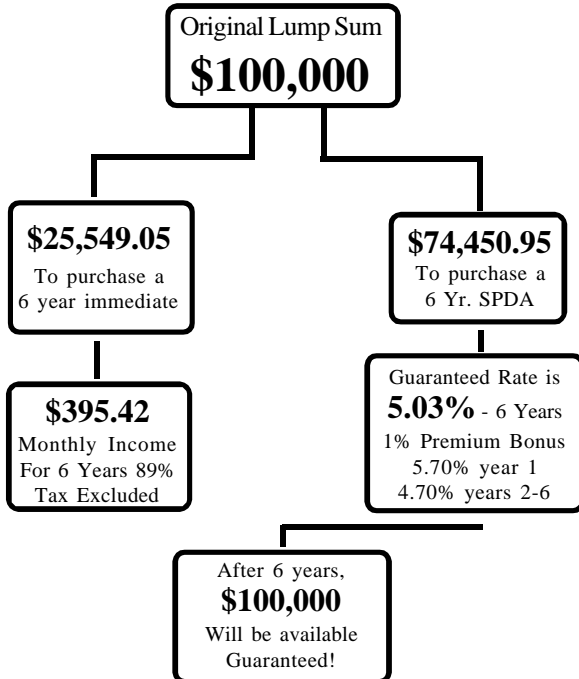 Original Lump Sum
$100,000
$25,549.05
To purchase a
6 year immediate
$74,450.95
To purchase a
6 Yr. SPDA
$395.42
Monthly Income
For 6 Years 89%
Tax Excluded
Guaranteed Rate is
5.03% - 6 Years
1% Premium Bonus
5.70% year 1
4.70% years 2-6
After 6 years,
$100,000
Will be available
Guaranteed!